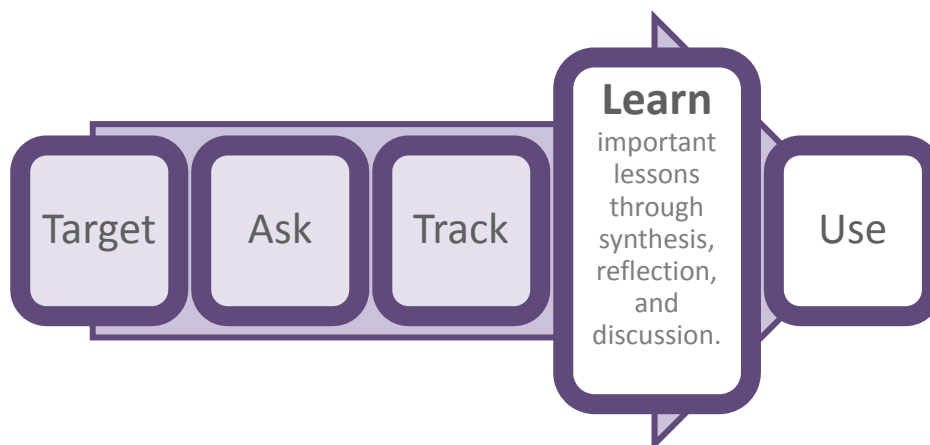 Target
Ask
Track
Learn
important
lessons
through
synthesis,
reflection,
and
discussion.
Use